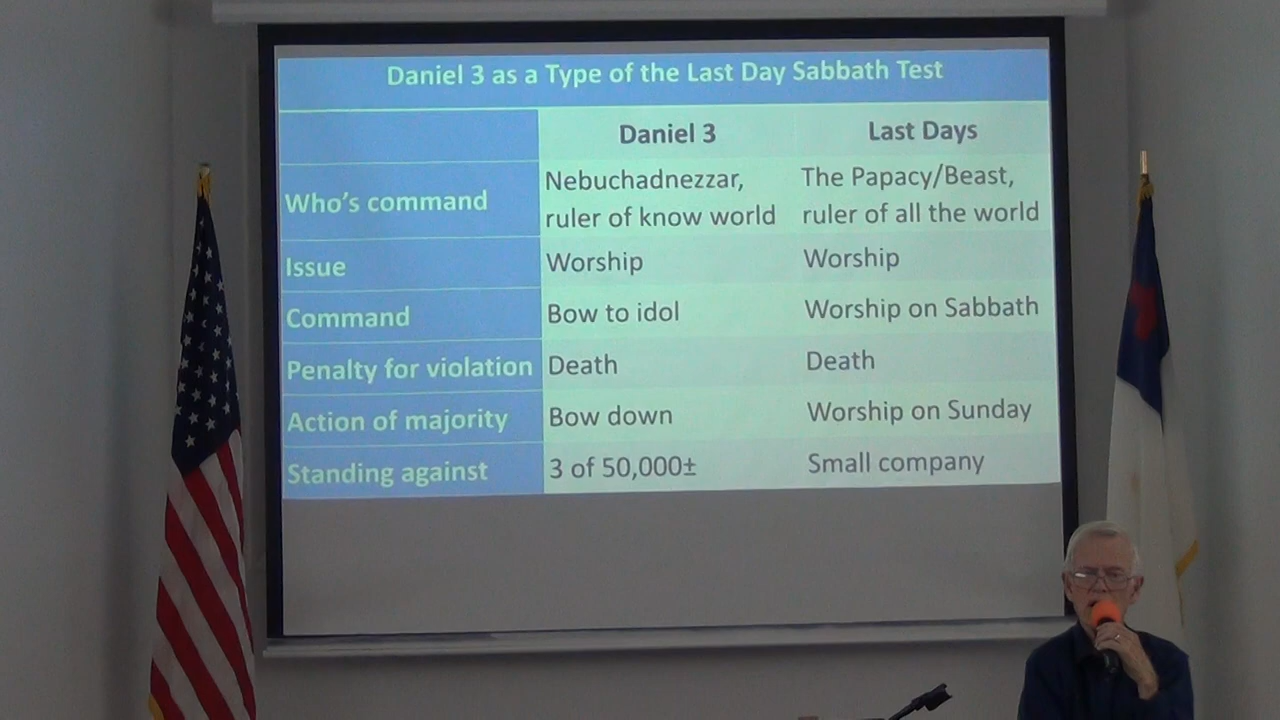 Daniel 3 as a Type of the Last Day Sabbath Test
Daniel 3 Last Days
Who's command Nebuchadnezzar, ruler of know world The Papacy/Beast, ruler of all the world
Issue Worship Worship
Command Bow to idol Worship on Sabbath
Penalty for violation Death Death
Action of majority Bow down Worship on Sunday
Standing against 3 of 50,000± Small company